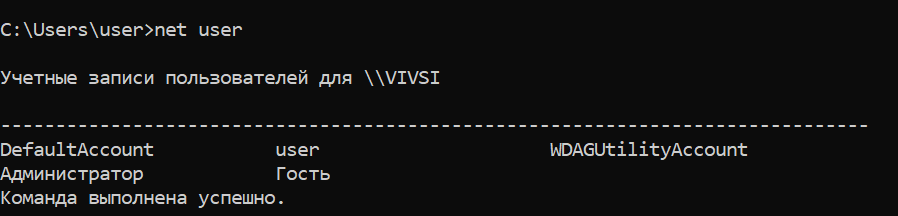 C:\Users\user>net user
Учетные записи пользователей для \\VIVSI
-------------------------------------------------------------------------------
DefaultAccount           user                     WDAGUtilityAccount
Администратор            Гость
Команда выполнена успешно.